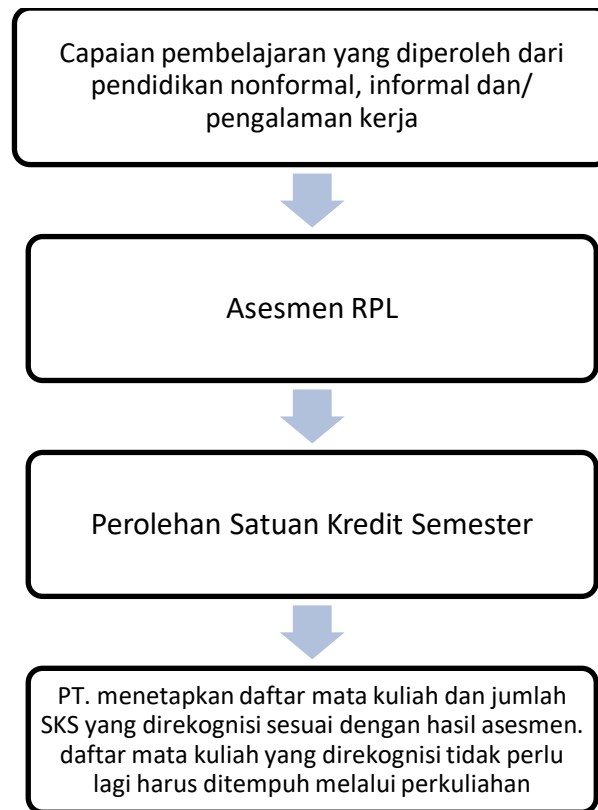 Capaian pembelajaran yang diperoleh dari
pendidikan nonformal, informal dan/
pengalaman kerja
Asesmen RPL
Perolehan Satuan Kredit Semester
PT. menetapkan daftar mata kuliah dan jumlah
SKS yang direkognisi sesuai dengan hasil asesmen.
daftar mata kuliah yang direkognisi tidak perlu
lagi harus ditempuh melalui perkuliahan